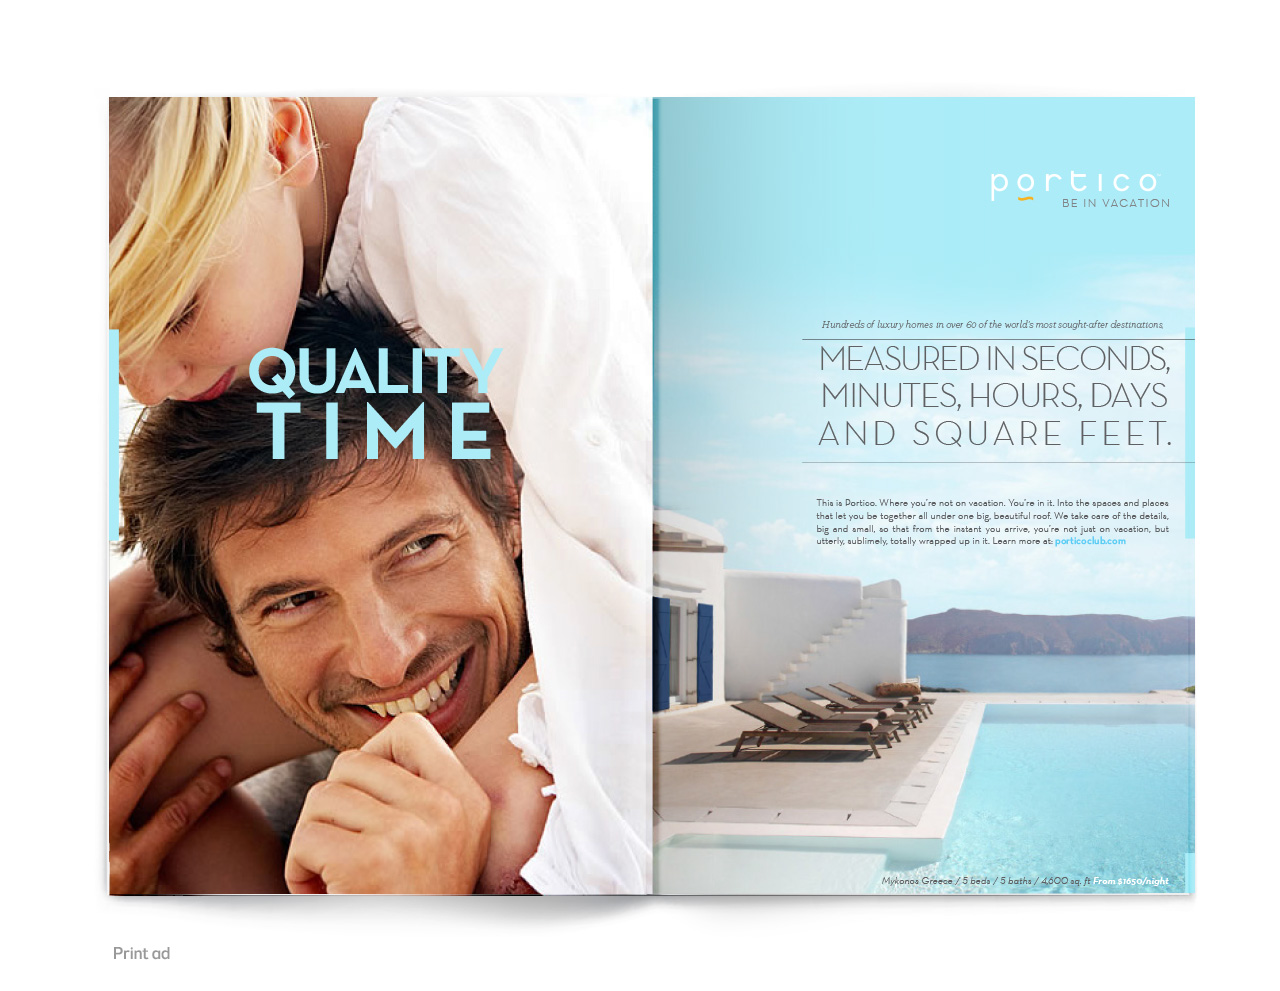 QUALITY
TIME
portico
BE IN VACATION
Hundreds of luxury homes in over 60 of the world's most sought-after destinations,
MEASURED IN SECONDS,
MINUTES, HOURS, DAYS
AND SQUARE FEET.
This is Portico. Where you're not on vacation. You're in it. Into the spaces and places
that let you be together all under one big, beautiful roof. We take care of the details,
big and small, so that from the instant you arrive, you're not just on vacation, but
utterly, sublimely, totally wrapped up in it. Learn more at: porticoclub.com
Mykonos Greece / 5 beds / 5 baths / 4,600 sq. ft From $1650/night
Print ad